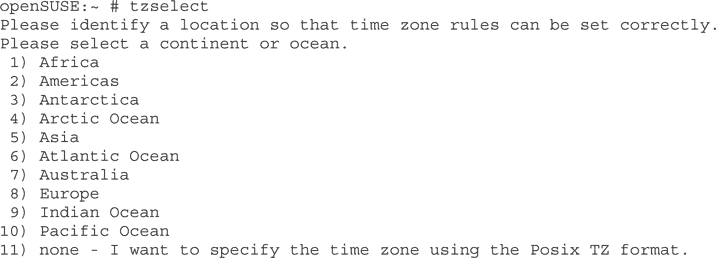 openSUSE:~ # tzselect
Please identify a location so that time zone rules can be set correctly.
Please select a continent or ocean.
 1) Africa
 2) Americas
 3) Antarctica
 4) Arctic Ocean
 5) Asia
 6) Atlantic Ocean
 7) Australia
 8) Europe
 9) Indian Ocean
10) Pacific Ocean
11) none - I want to specify the time zone using the Posix TZ format.